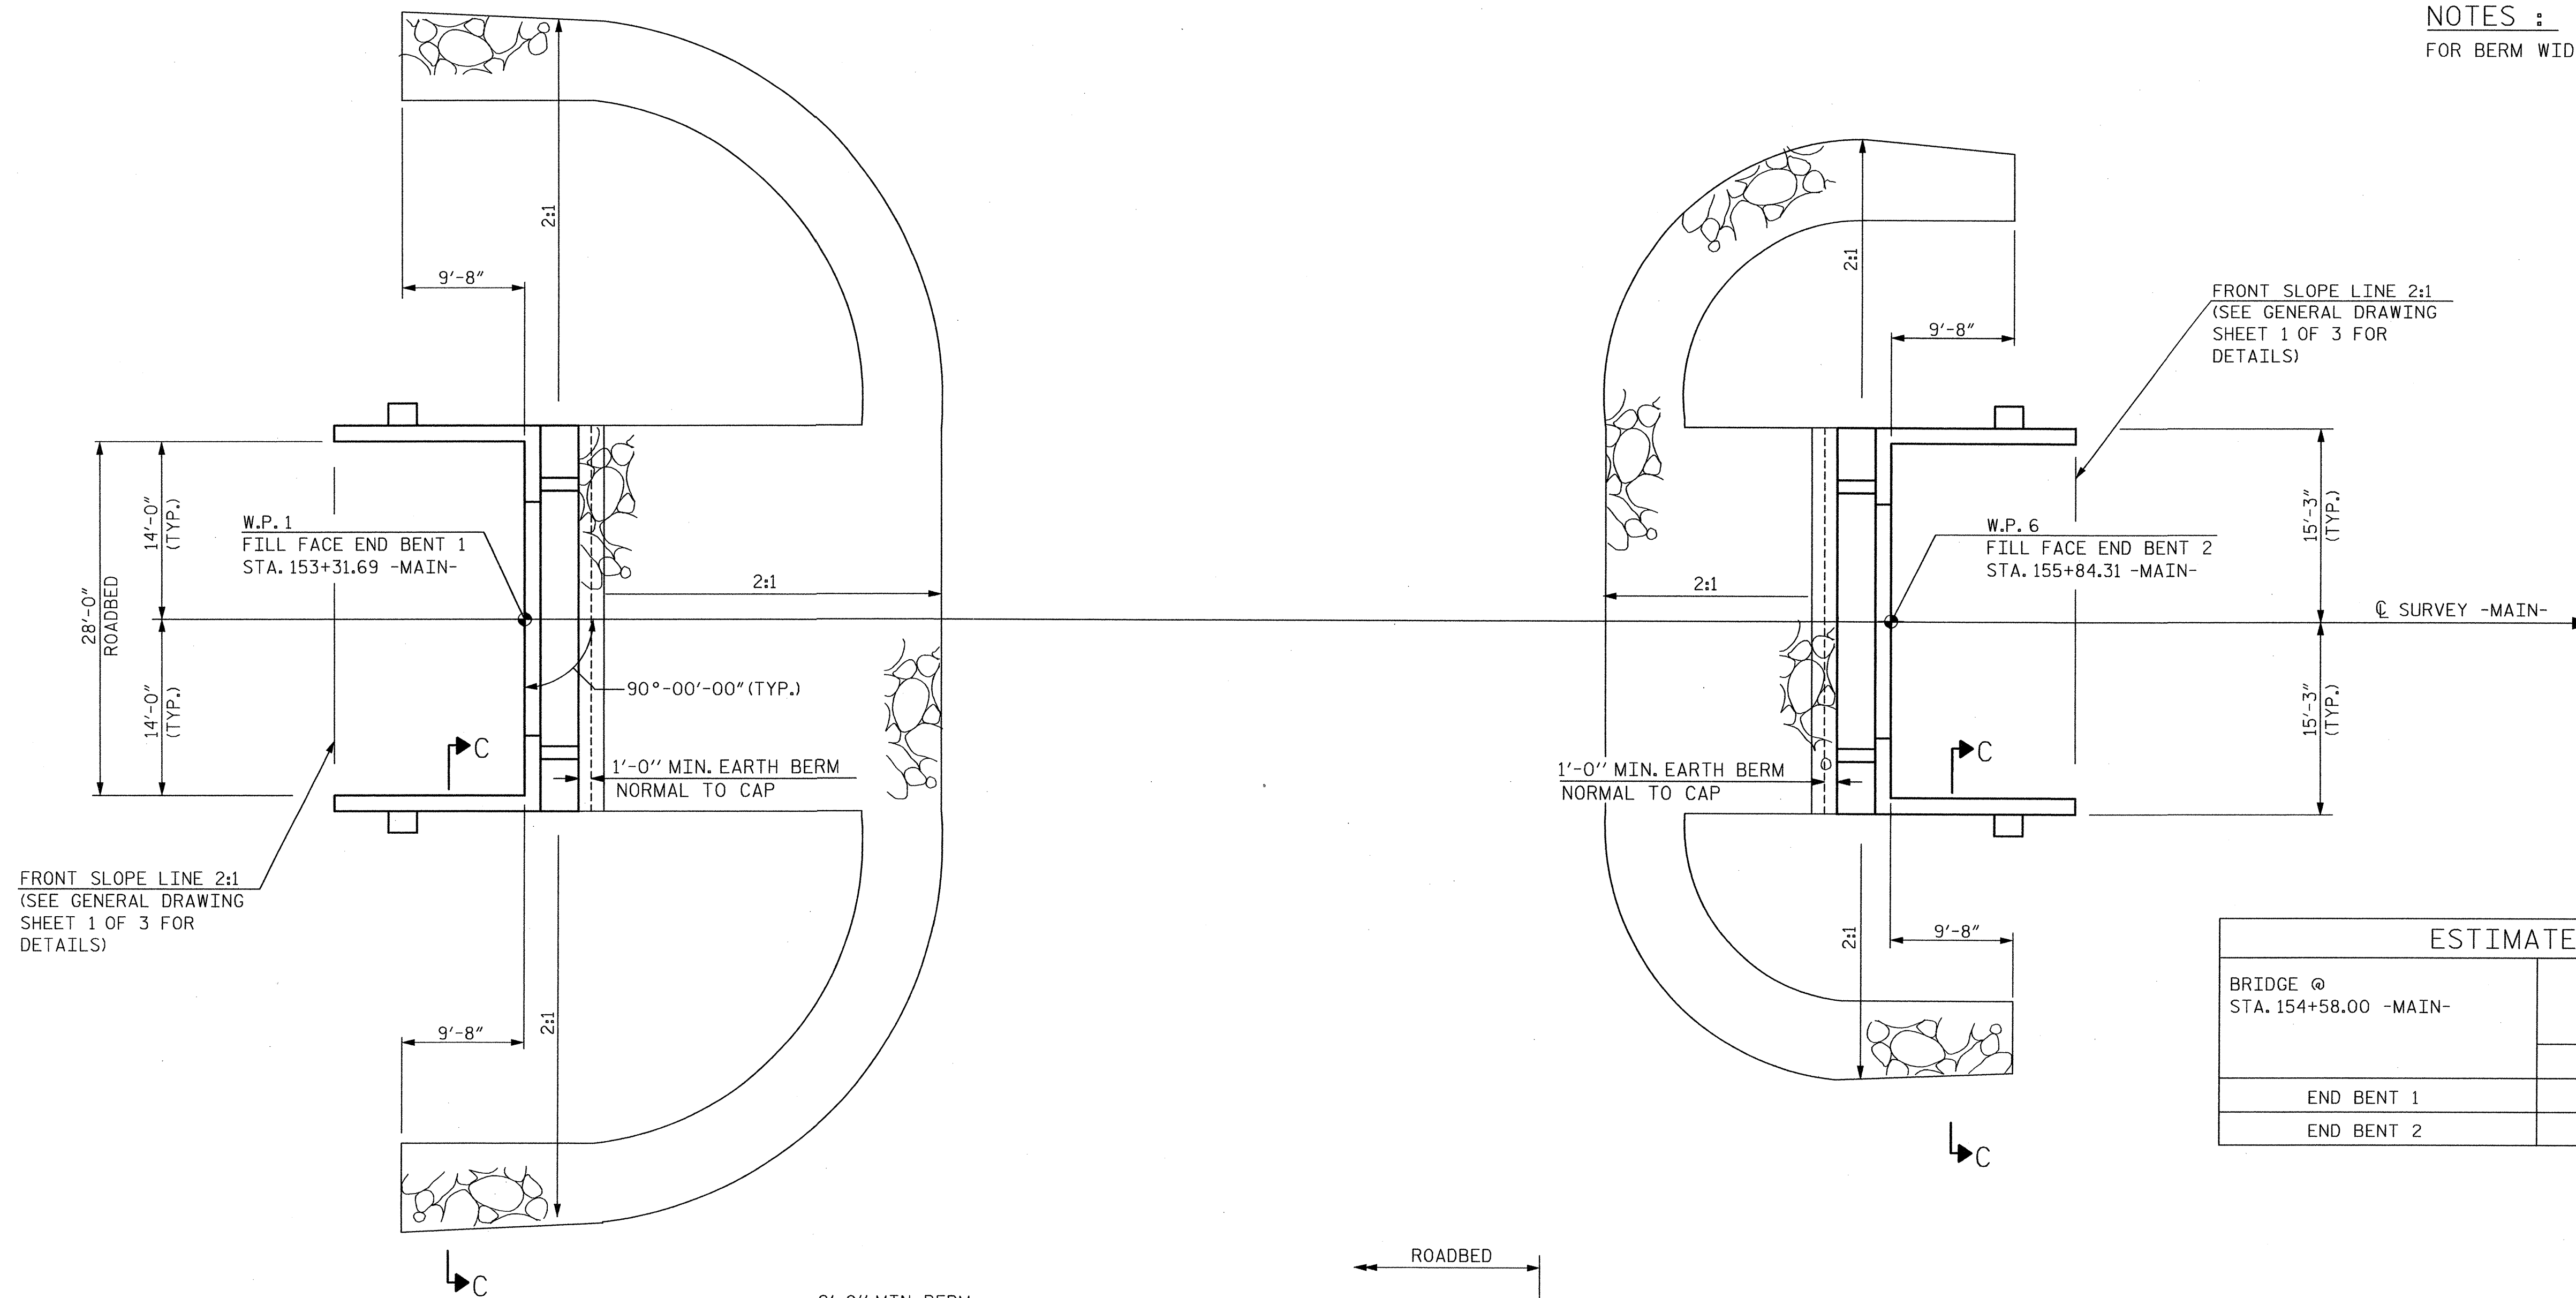 NOTES :
FOR BERM WID
2:1
9'-8"
2:1
FRONT SLOPE LINE 2:1
(SEE GENERAL DRAWING
SHEET 1 OF 3 FOR
DETAILS)
9'-8"
14'-0"
(TYP.)
28'-0"
ROADBED
14'-0"
(TYP.)
W.P. 1
FILL FACE END BENT 1
STA. 153+31.69 -MAIN-
2:1
90°-00'-00" (TYP.)
C
1'-0" MIN. EARTH BERM
NORMAL TO CAP
2:1
W.P. 6
FILL FACE END BENT 2
STA. 155+84.31 -MAIN-
15'-3"
(TYP.)
15'-3"
(TYP.)
℄ SURVEY -MAIN-
C
1'-0" MIN. EARTH BERM
NORMAL TO CAP
FRONT SLOPE LINE 2:1
(SEE GENERAL DRAWING
SHEET 1 OF 3 FOR
DETAILS)
9'-8"
2:1
2:1
9'-8"
ESTIMATE
BRIDGE @
STA. 154+58.00 -MAIN-
END BENT 1
END BENT 2
C
C
ROADBED